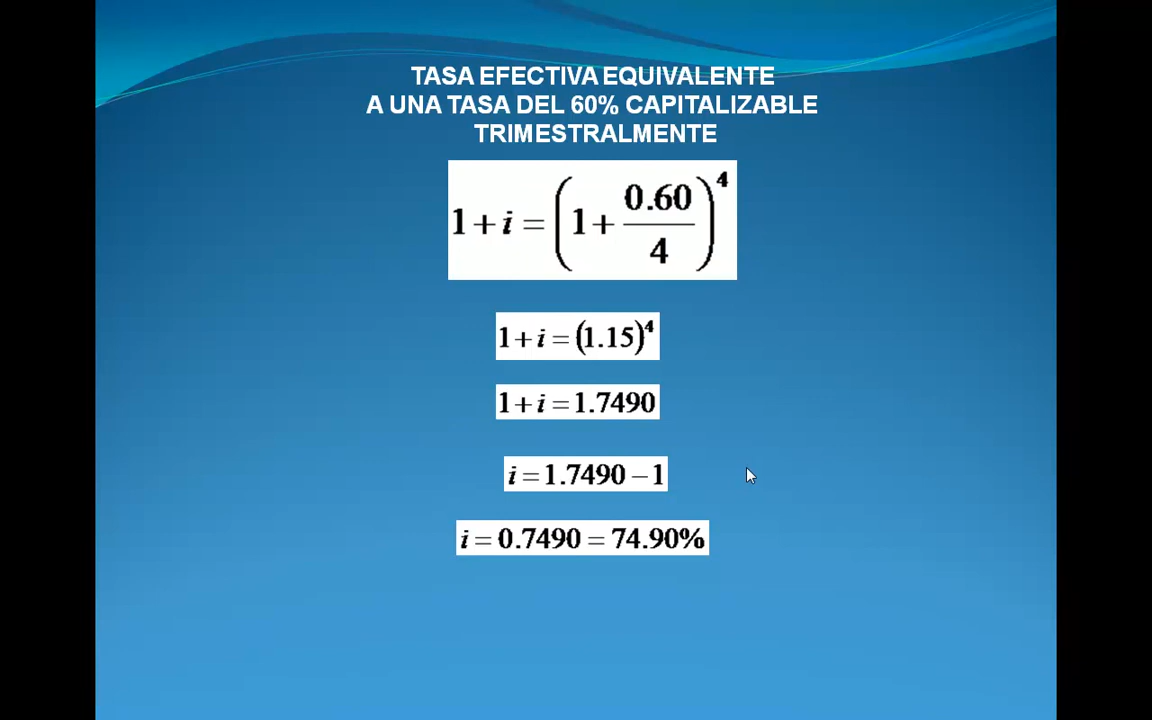 TASA EFECTIVA EQUIVALENTE
A UNA TASA DEL 60% CAPITALIZABLE
TRIMESTRALMENTE
1 + i = (1 + 0.60/4)^4
1 + i = (1.15)^4
1 + i = 1.7490
i = 1.7490 − 1
i = 0.7490 = 74.90%